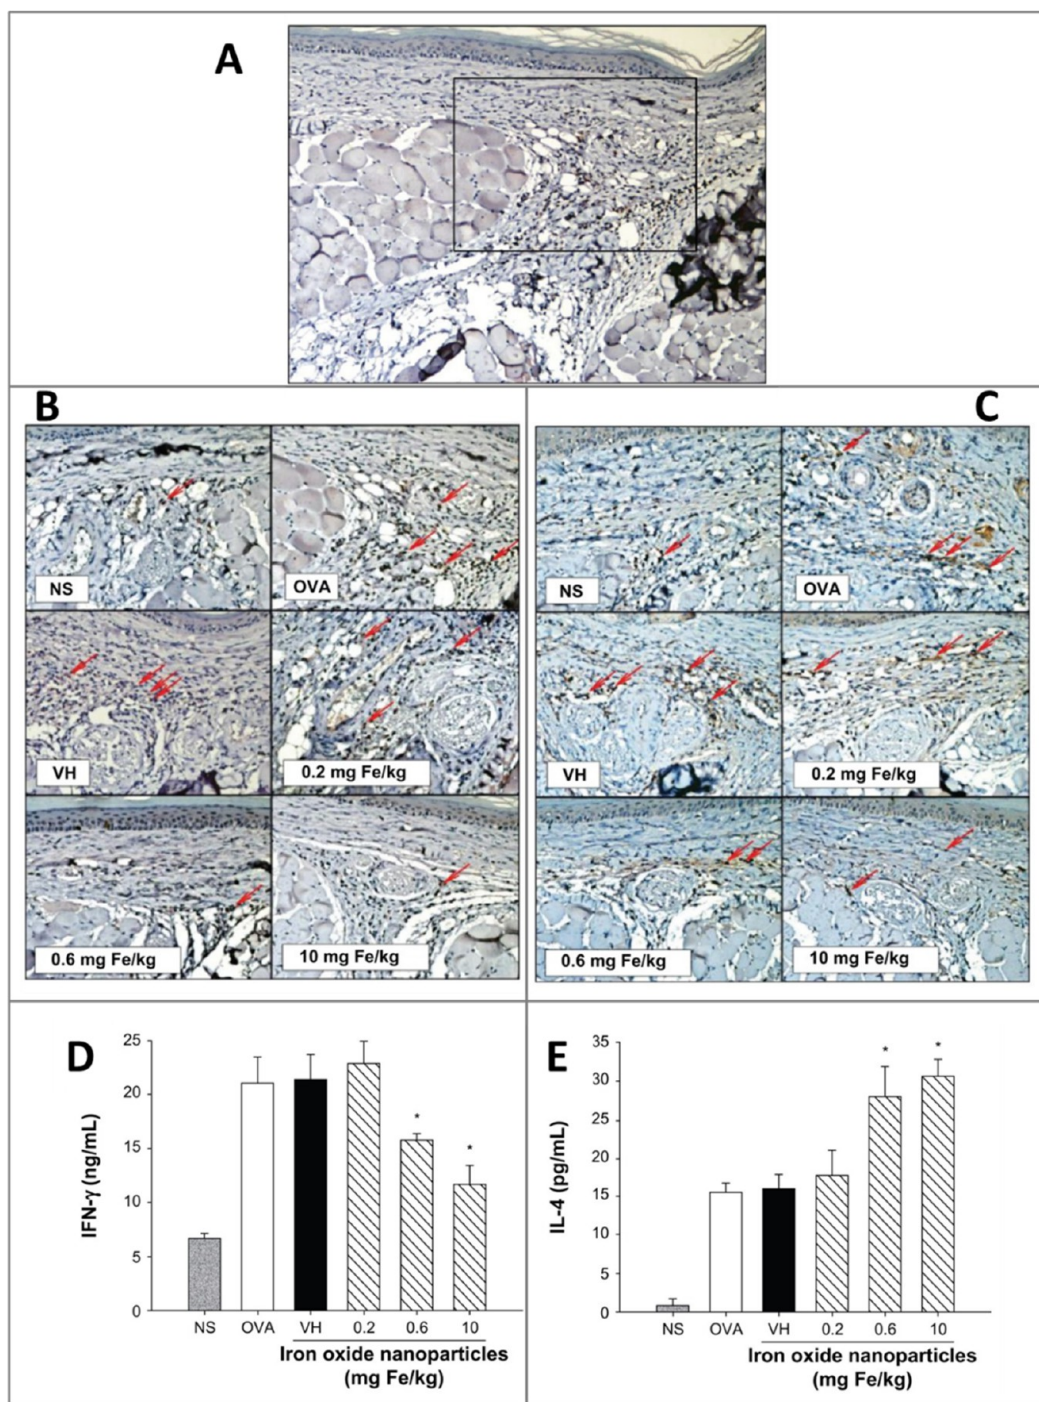 A
B
C
NS
OVA
VH
0.2 mg Fe/kg
0.6 mg Fe/kg
10 mg Fe/kg
NS
OVA
VH
0.2 mg Fe/kg
0.6 mg Fe/kg
10 mg Fe/kg
D
IFN-γ (ng/mL)
25
20
15
10
5
0
*
*
NS OVA VH 0.2 0.6 10
Iron oxide nanoparticles
(mg Fe/kg)
E
IL-4 (pg/mL)
35
30
25
20
15
10
5
0
*
*
NS OVA VH 0.2 0.6 10
Iron oxide nanoparticles
(mg Fe/kg)